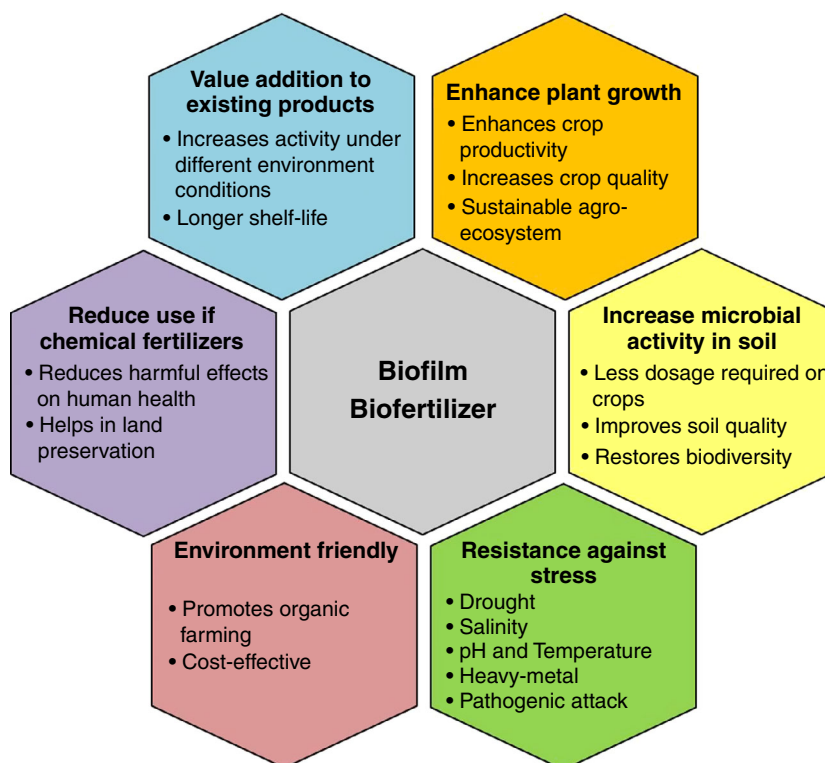 Value addition to
existing products
• Increases activity under
different environment
conditions
• Longer shelf-life
Enhance plant growth
• Enhances crop
productivity
• Increases crop quality
• Sustainable agro-
ecosystem
Reduce use if
chemical fertilizers
• Reduces harmful effects
on human health
• Helps in land
preservation
Biofilm
Biofertilizer
Increase microbial
activity in soil
• Less dosage required on
crops
• Improves soil quality
• Restores biodiversity
Environment friendly
• Promotes organic
farming
• Cost-effective
Resistance against
stress
• Drought
• Salinity
• pH and Temperature
• Heavy-metal
• Pathogenic attack